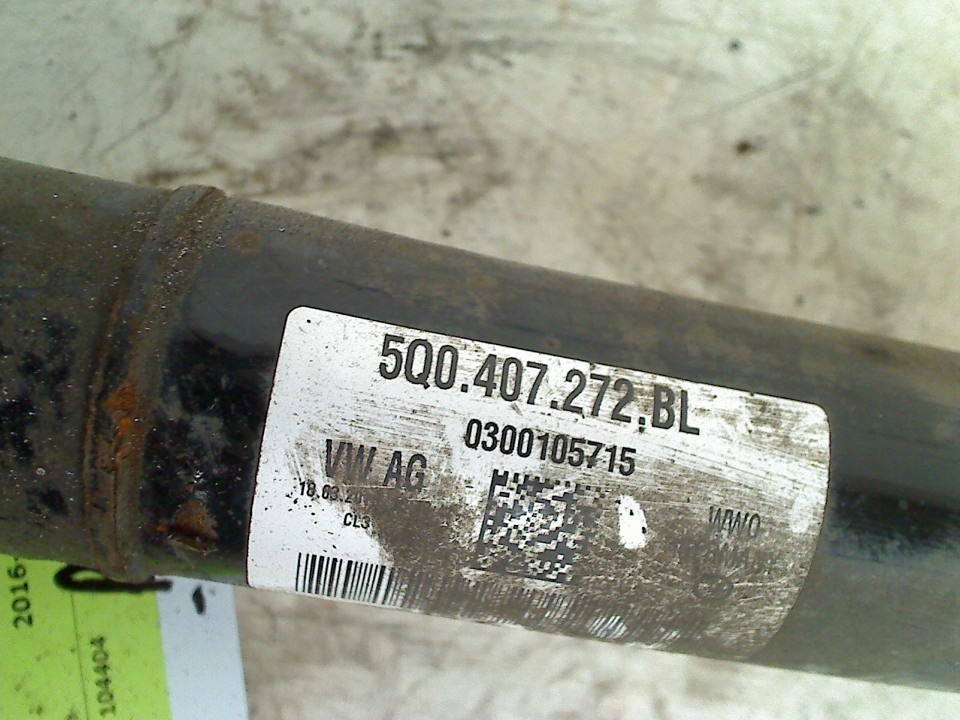 5Q0.407.272.BL
0300105715
VW AG
CL3
WWO
2016-
104404